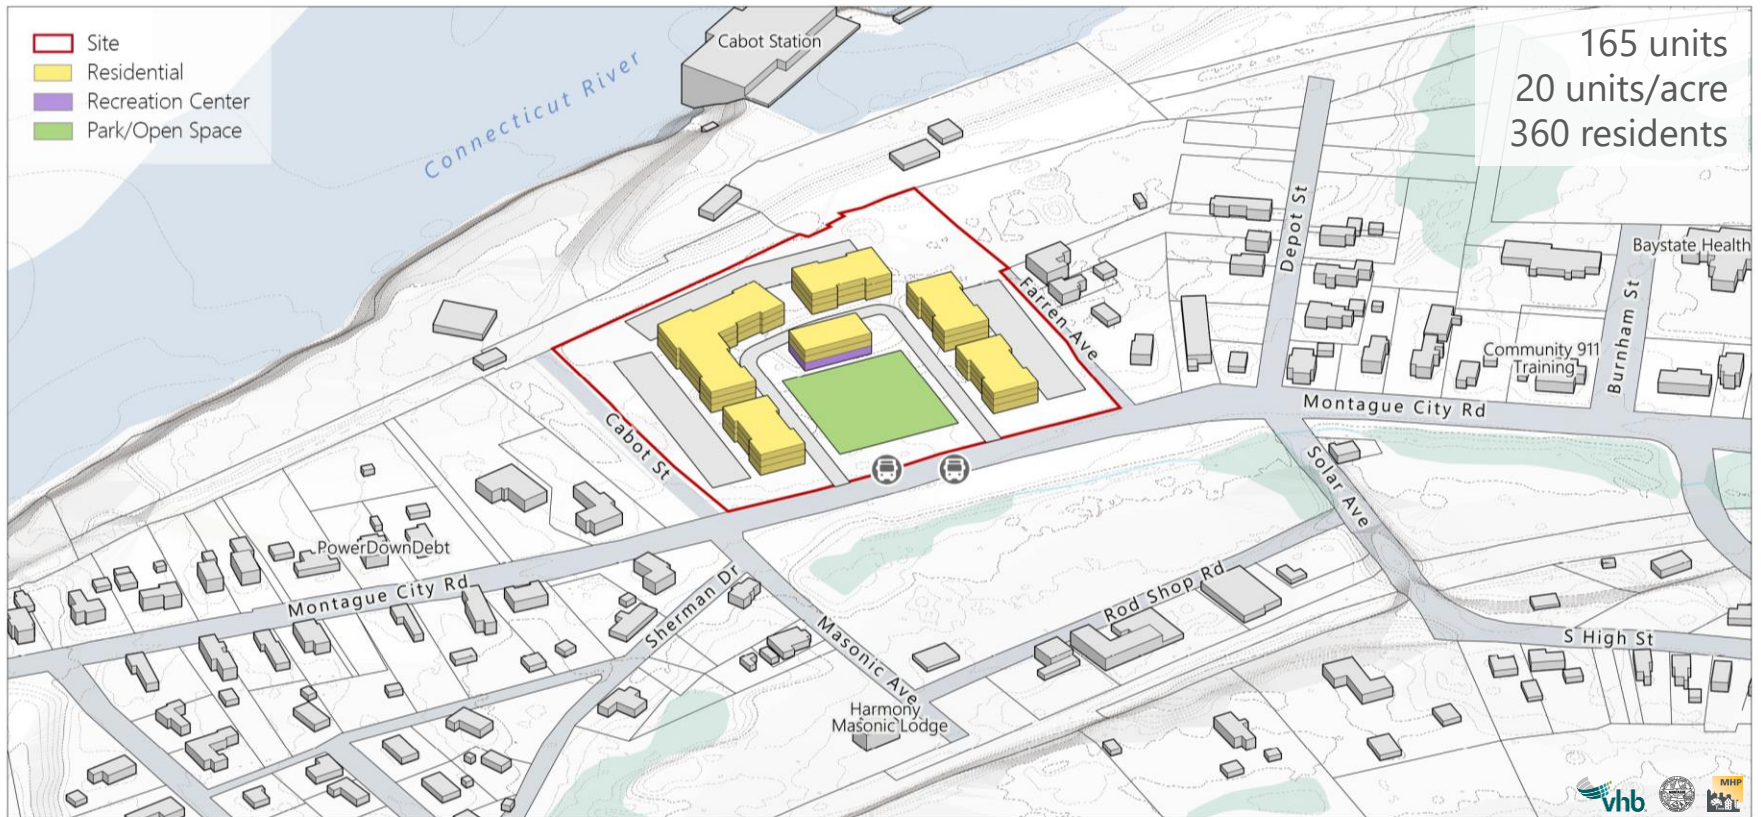 Site
Residential
Recreation Center
Park/Open Space
Connecticut River
Cabot Station
165 units
20 units/acre
360 residents
Depot St
Baystate Health
Farren Ave
Burnham St
Community 911
Training
Montague City Rd
Cabot St
Solar Ave
PowerDownDebt
Montague City Rd
Sherman Dr
Rod Shop Rd
Masonic Ave
S High St
Harmony
Masonic Lodge
vhb
MHP